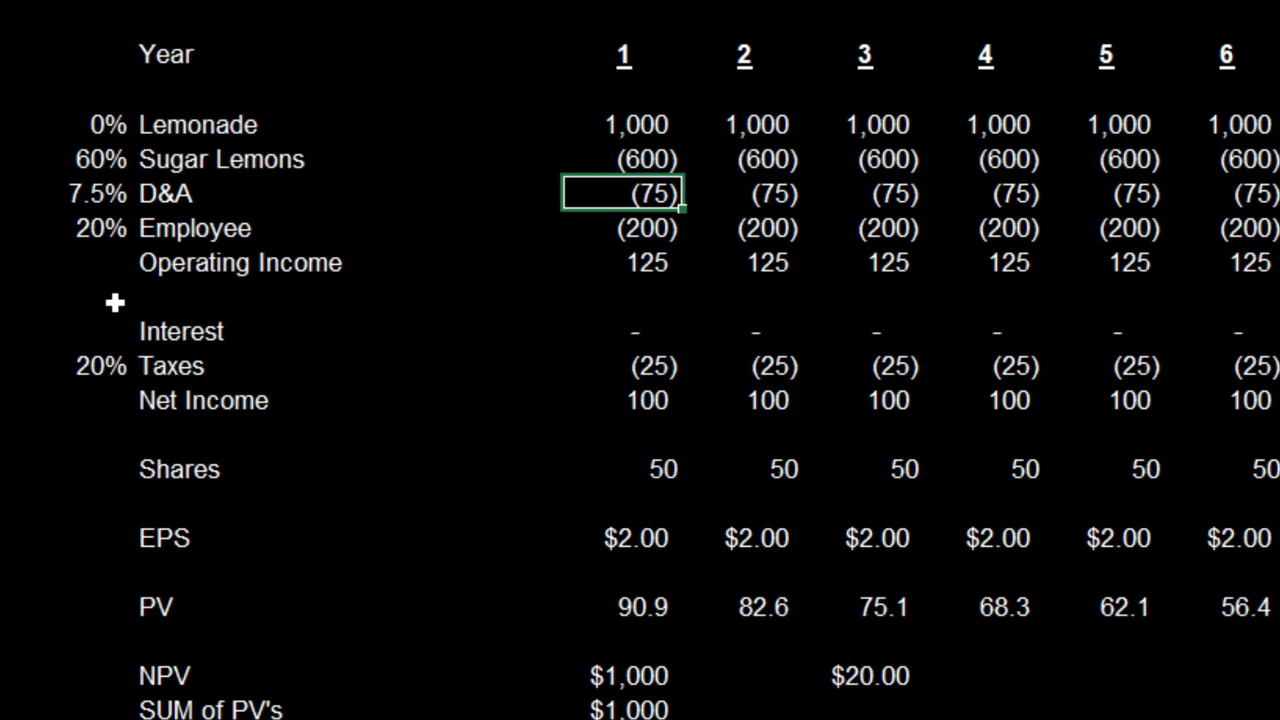 Year 1 2 3 4 5 6
0% Lemonade 1,000 1,000 1,000 1,000 1,000 1,000
60% Sugar Lemons (600) (600) (600) (600) (600) (600)
7.5% D&A (75) (75) (75) (75) (75) (75)
20% Employee (200) (200) (200) (200) (200) (200)
Operating Income 125 125 125 125 125 125
Interest - - - - - -
20% Taxes (25) (25) (25) (25) (25) (25)
Net Income 100 100 100 100 100 100
Shares 50 50 50 50 50 50
EPS $2.00 $2.00 $2.00 $2.00 $2.00 $2.00
PV 90.9 82.6 75.1 68.3 62.1 56.4
NPV $1,000 $20.00
SUM of PV's $1,000